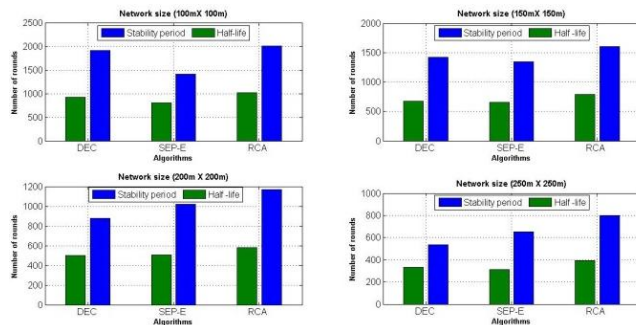 Network size (100mX 100m)
Stability period
Half-life
Number of rounds
2500
2000
1500
1000
500
0
DEC
SEP-E
RCA
Algorithms
Network size (150mX 150m)
Stability period
Half-life
Number of rounds
2000
1500
1000
500
0
DEC
SEP-E
RCA
Algorithms
Network size (200m X 200m)
Stability period
Half -life
Number of rounds
1200
1000
800
600
400
200
0
DEC
SEP-E
RCA
Algorithms
Network size (250m X 250m)
Stability period
Half-life
Number of rounds
1000
800
600
400
200
0
DEC
SEP-E
RCA
Algorithms